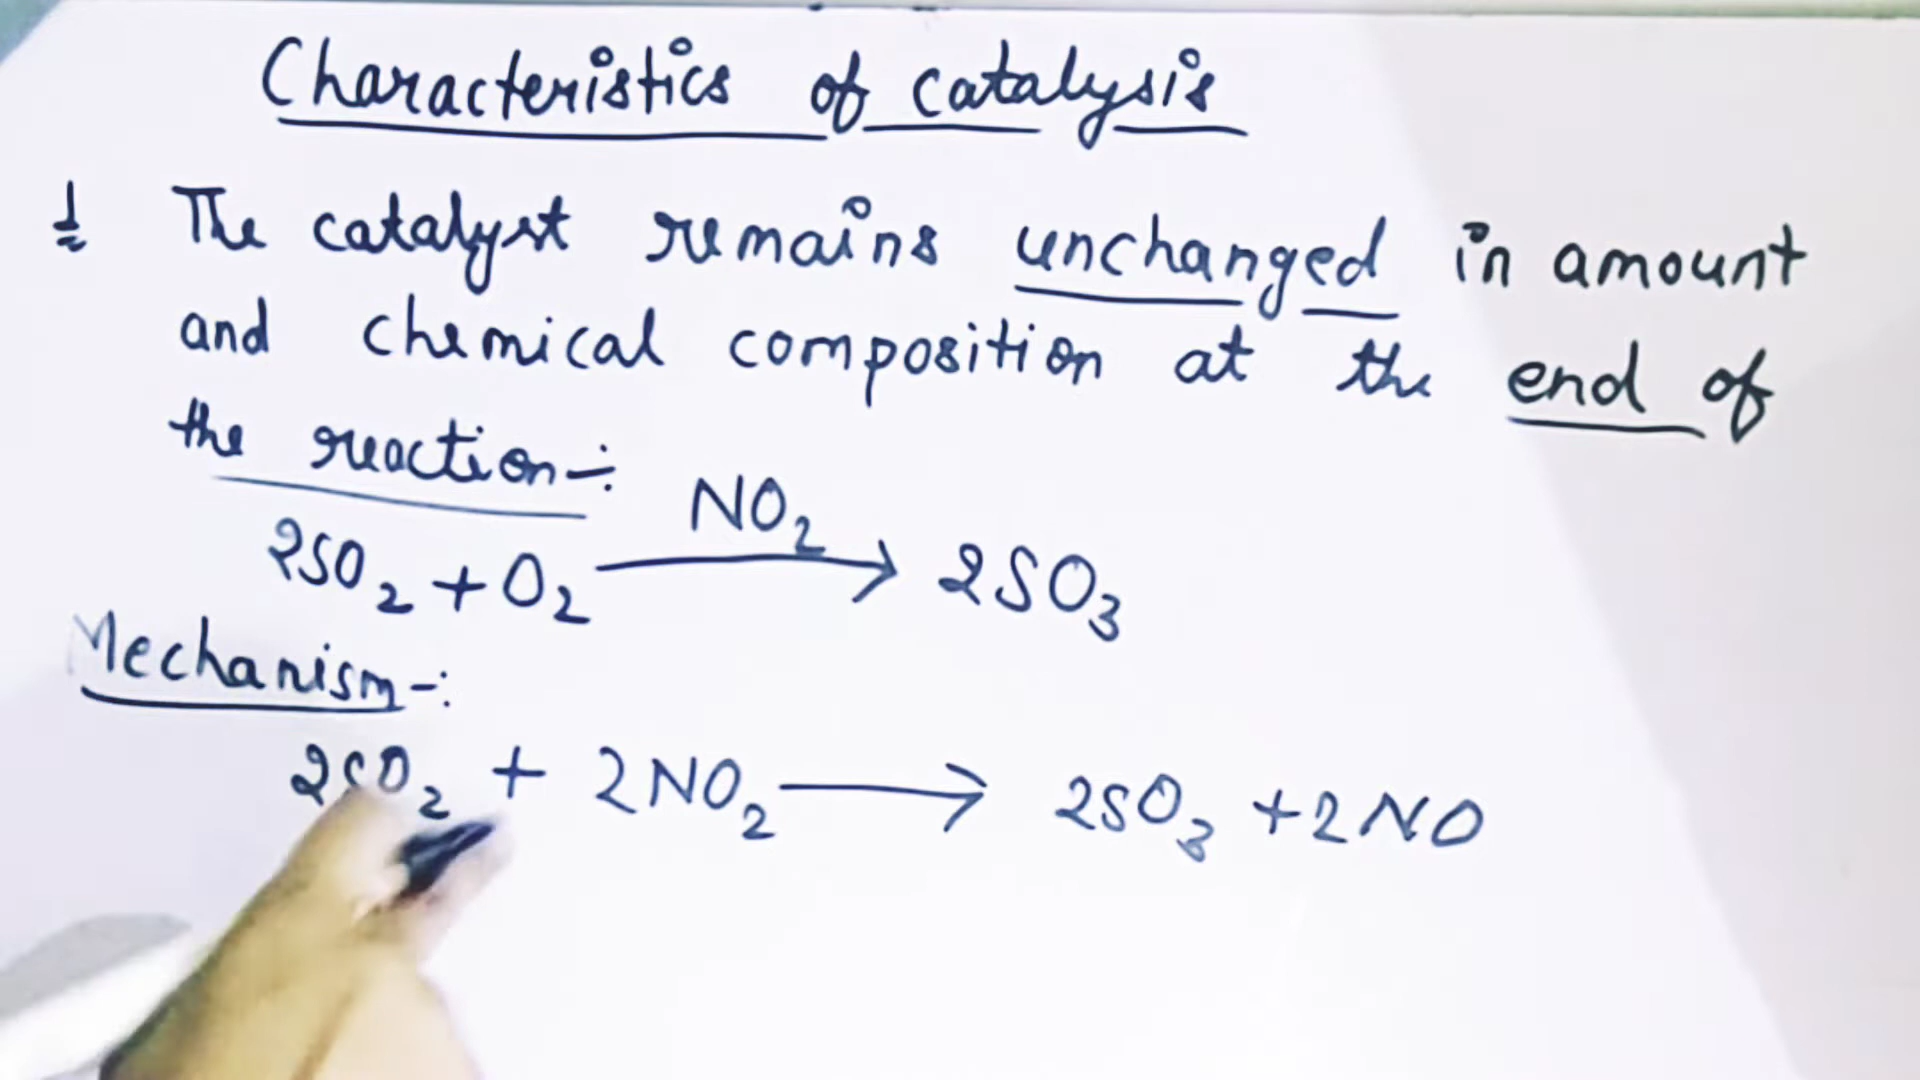 Characteristics of catalysis
1 The catalyst remains unchanged in amount
and chemical composition at the end of
the reaction-:
2SO₂ + O₂ NO₂⟶ 2SO₃
Mechanism-:
2SO₂ + 2NO₂ ⟶ 2SO₃ + 2NO